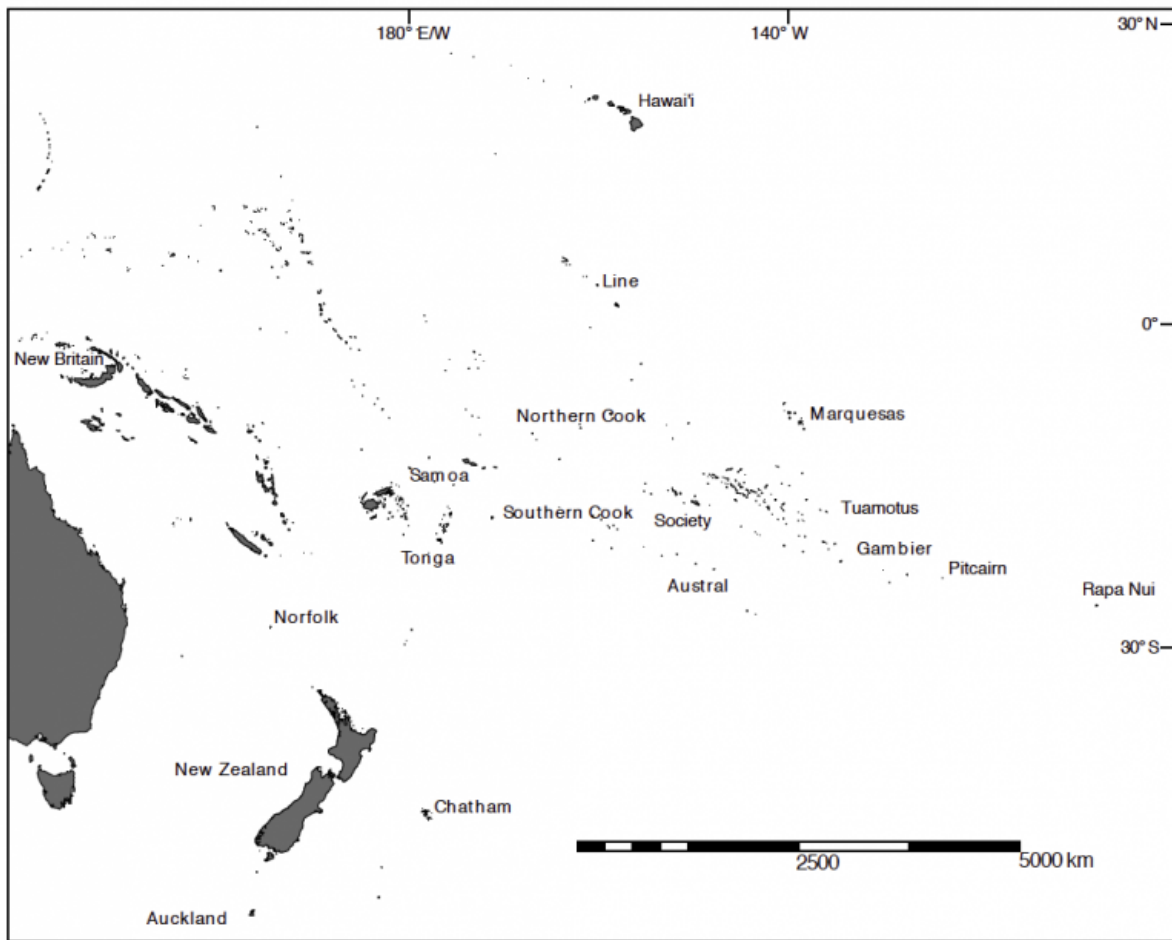 180° E/W
140° W
30° N
Hawai'i
Line
0°
New Britain
Northern Cook
Marquesas
Samoa
Southern Cook
Society
Tuamotus
Tonga
Gambier
Austral
Pitcairn
Rapa Nui
Norfolk
30° S
New Zealand
Chatham
2500
5000 km
Auckland